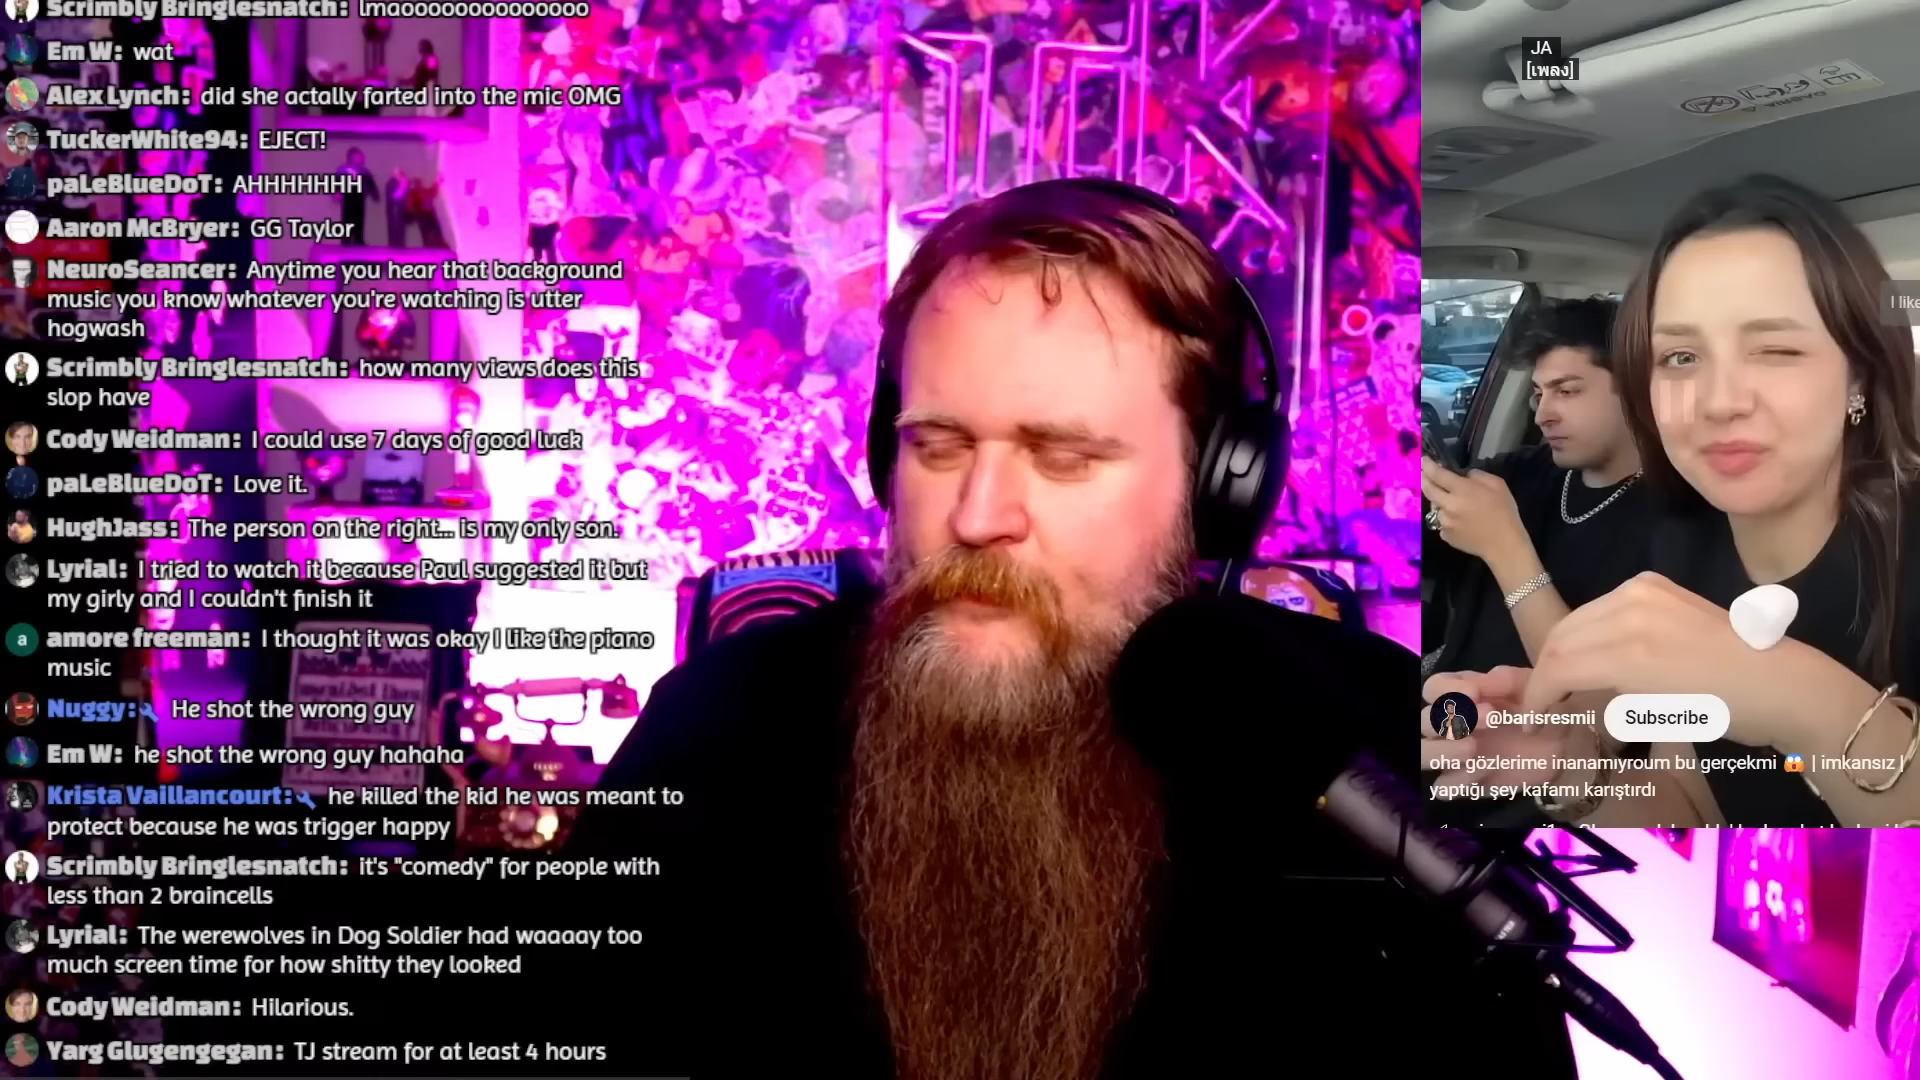 Scrimbly Bringlesnatch: lmaooooooooooooooo
Em W: wat
Alex Lynch: did she actally farted into the mic OMG
TuckerWhite94: EJECT!
paLeBlueDoT: AHHHHHHH
Aaron McBryer: GG Taylor
NeuroSeancer: Anytime you hear that background
music you know whatever you're watching is utter
hogwash
Scrimbly Bringlesnatch: how many views does this
slop have
Cody Weidman: I could use 7 days of good luck
paLeBlueDoT: Love it.
HughJass: The person on the right... is my only son.
Lyrial: I tried to watch it because Paul suggested it but
my girly and I couldn't finish it
a
amore freeman: I thought it was okay I like the piano
music
Nuggy: He shot the wrong guy
Em W: he shot the wrong guy hahaha
Krista Vaillancourt: he killed the kid he was meant to
protect because he was trigger happy
Scrimbly Bringlesnatch: it's "comedy" for people with
less than 2 braincells
Lyrial: The werewolves in Dog Soldier had waaaay too
much screen time for how shitty they looked
Cody Weidman: Hilarious.
Yarg Glugengegan: TJ stream for at least 4 hours
JA
[เพลง]
I like
@barisresmii
Subscribe
oha gözlerime inanamıyroum bu gerçekmi 😱 | imkansız |
yaptığı şey kafamı karıştırdı